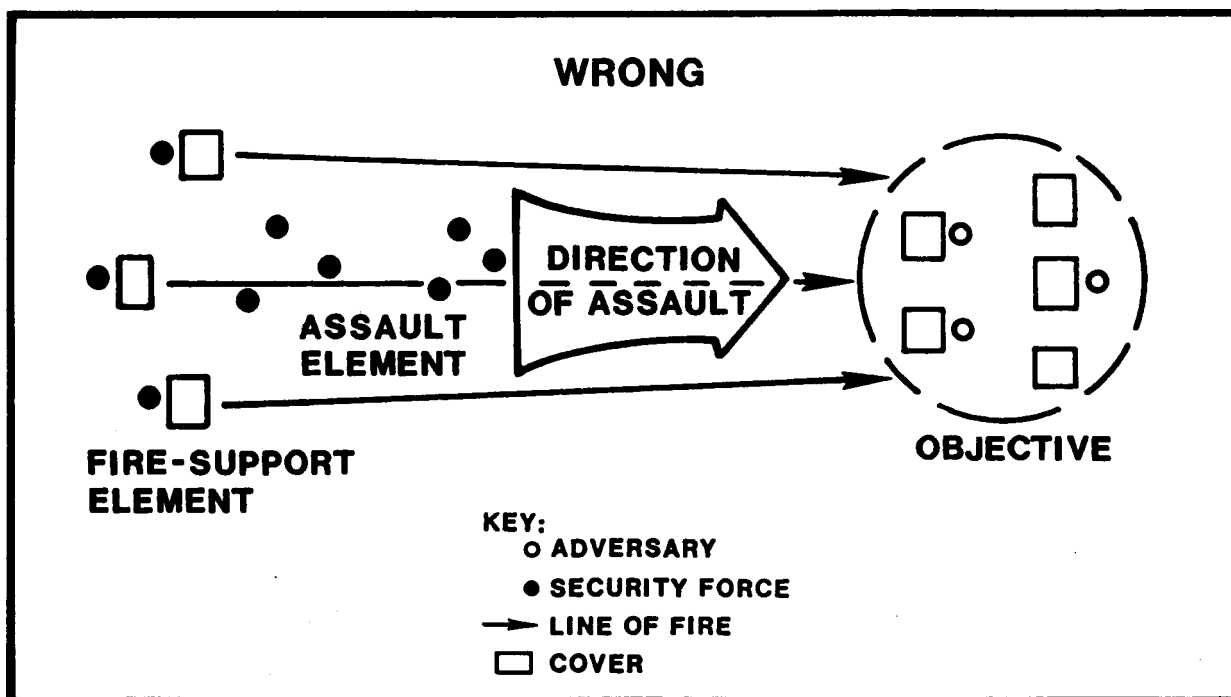 WRONG
DIRECTION
OF ASSAULT
ASSAULT
ELEMENT
FIRE-SUPPORT
ELEMENT
OBJECTIVE
KEY:
ADVERSARY
SECURITY FORCE
LINE OF FIRE
COVER